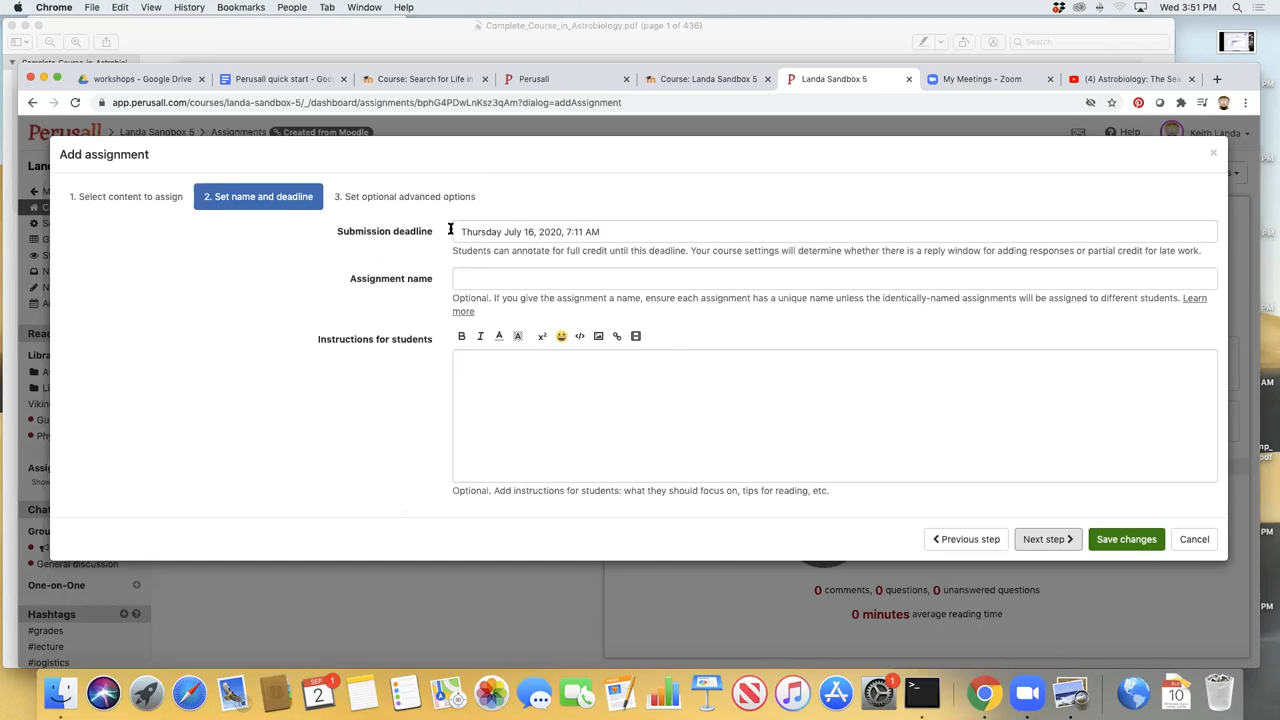 Chrome File Edit View History Bookmarks People Tab Window Help Wed 3:51 PM
Complete_Course_in_Astrobiology.pdf (page 1 of 436)
Search
workshops - Google Drive Perusall quick start - Goo Course: Search for Life in Perusall Course: Landa Sandbox 5 Landa Sandbox 5 My Meetings - Zoom (4) Astrobiology: The Sea
app.perusall.com/courses/landa-sandbox-5/_/dashboard/assignments/bphG4PDwLnKsz3qAm?dialog=addAssignment
Perusall Landa Sandbox 5 Assignments Created from Moodle Help Keith Landa
Add assignment ×
1. Select content to assign 2. Set name and deadline 3. Set optional advanced options
Submission deadline Thursday July 16, 2020, 7:11 AM
Students can annotate for full credit until this deadline. Your course settings will determine whether there is a reply window for adding responses or partial credit for late work.
Assignment name
Optional. If you give the assignment a name, ensure each assignment has a unique name unless the identically-named assignments will be assigned to different students. Learn
more
Instructions for students
Optional. Add instructions for students: what they should focus on, tips for reading, etc.
Previous step Next step Save changes Cancel
General discussion
One-on-One
Hashtags
#grades
#lecture
#logistics
0 comments, 0 questions, 0 unanswered questions
0 minutes average reading time
SEP
2
1
1
JUL
10